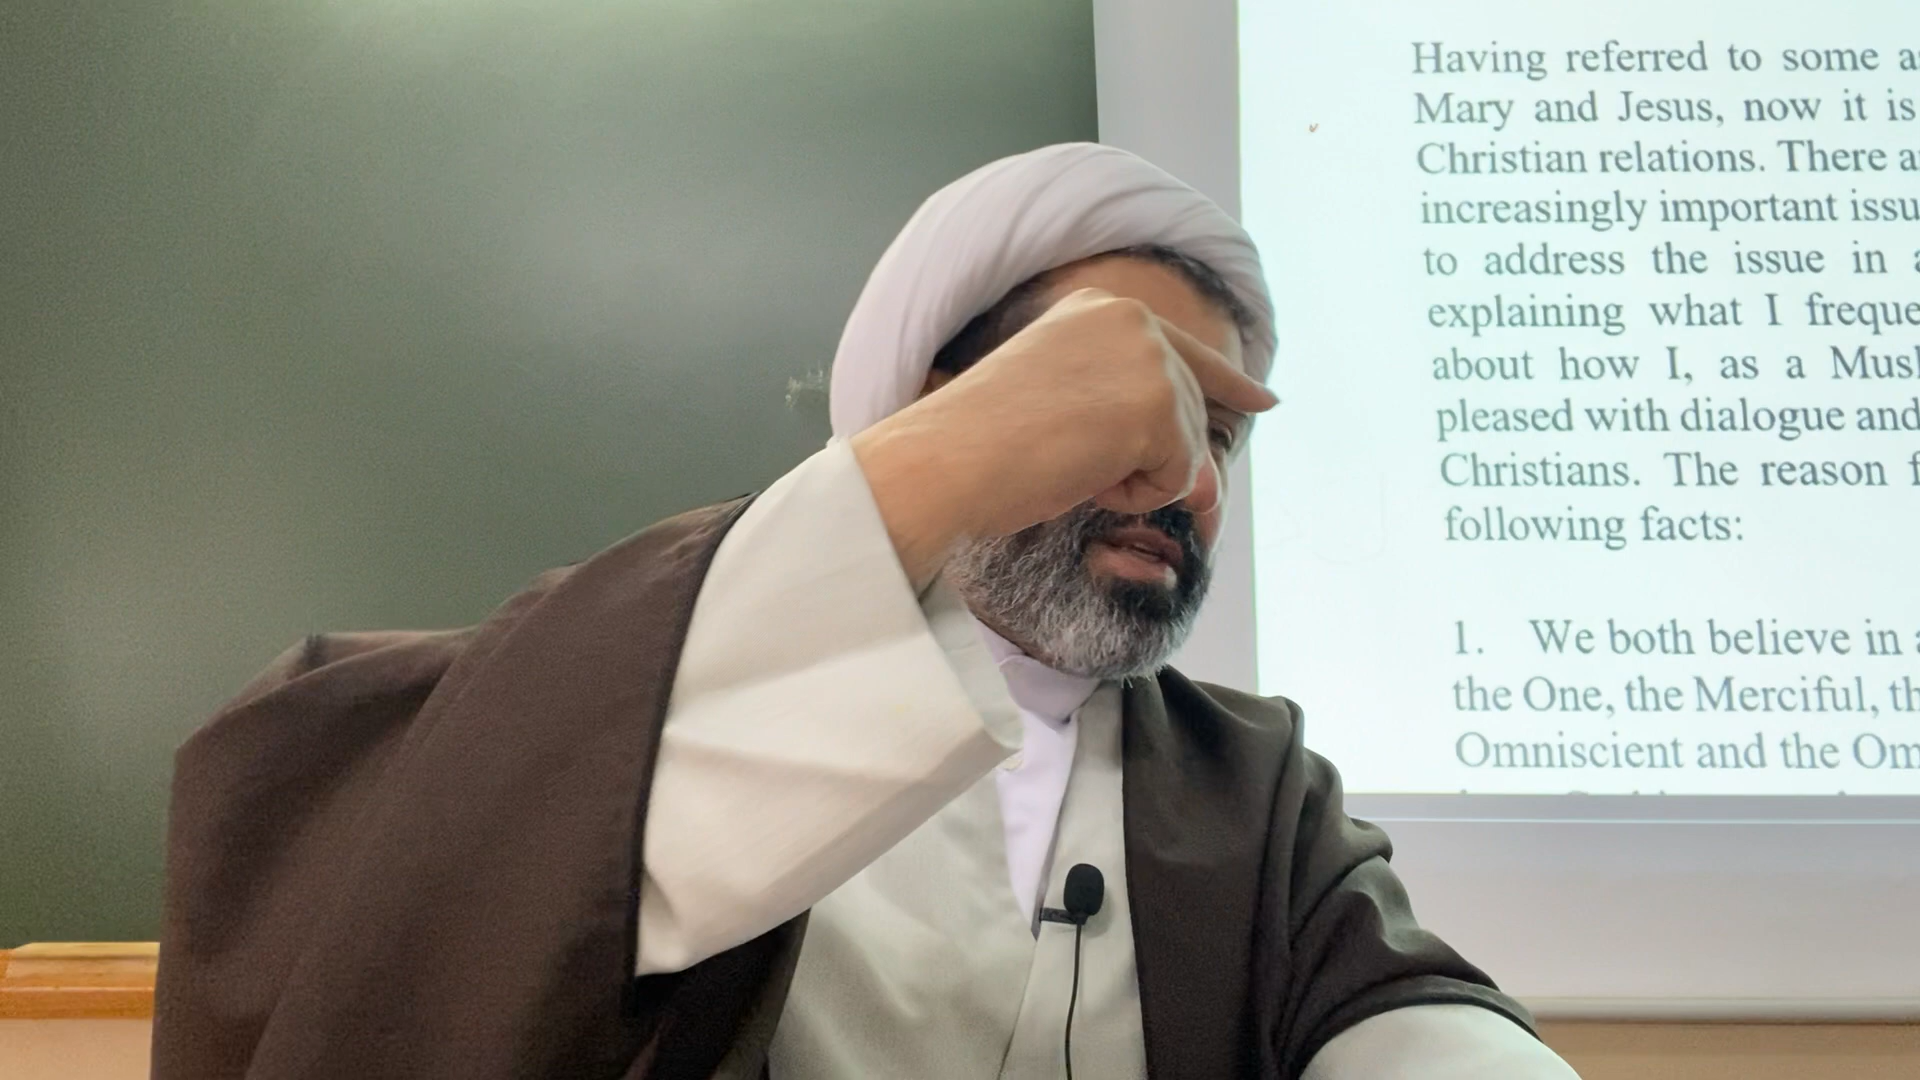 Having referred to some
Mary and Jesus, now it is
Christian relations. There
increasingly important
to address the issue in
explaining what I
about how I, as a
pleased with dialogue and
Christians. The reason
following facts:
1. We both believe in
the One, the Merciful,
Omniscient and the